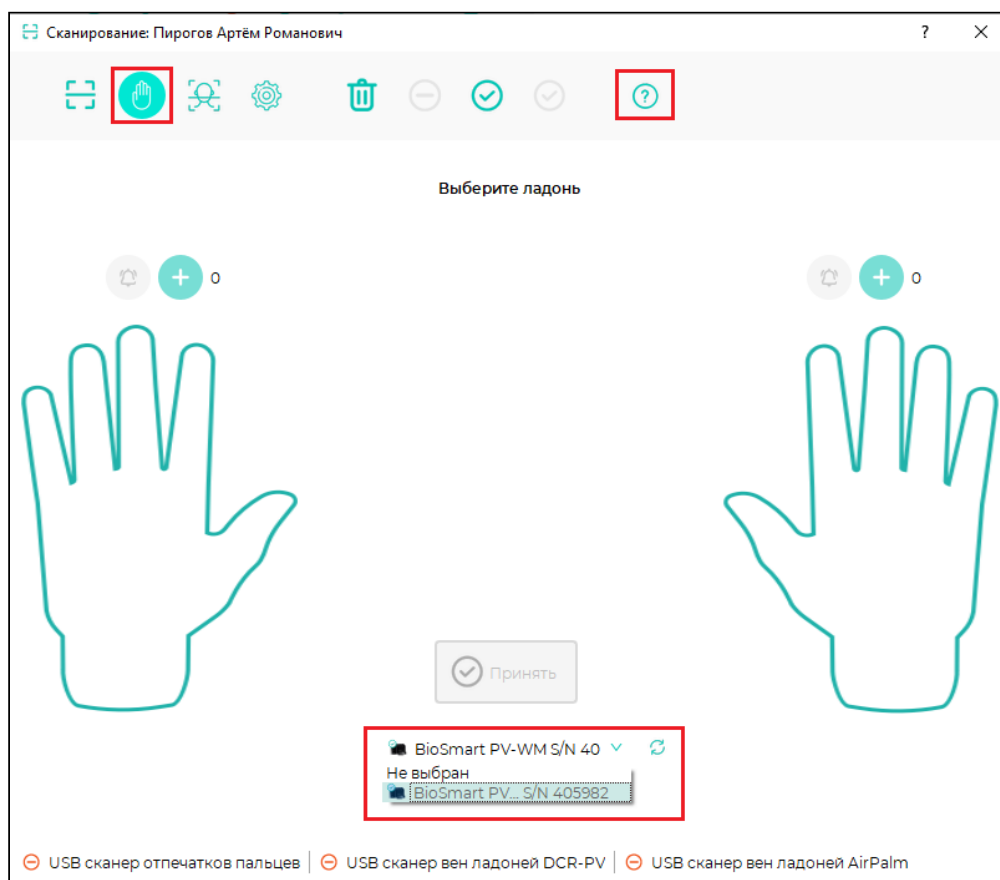 Сканирование: Пирогов Артём Романович
?
Выберите ладонь
0
0
Принять
BioSmart PV-WM S/N 40
Не выбран
BioSmart PV... S/N 405982
USB сканер отпечатков пальцев | USB сканер вен ладоней DCR-PV | USB сканер вен ладоней AirPalm